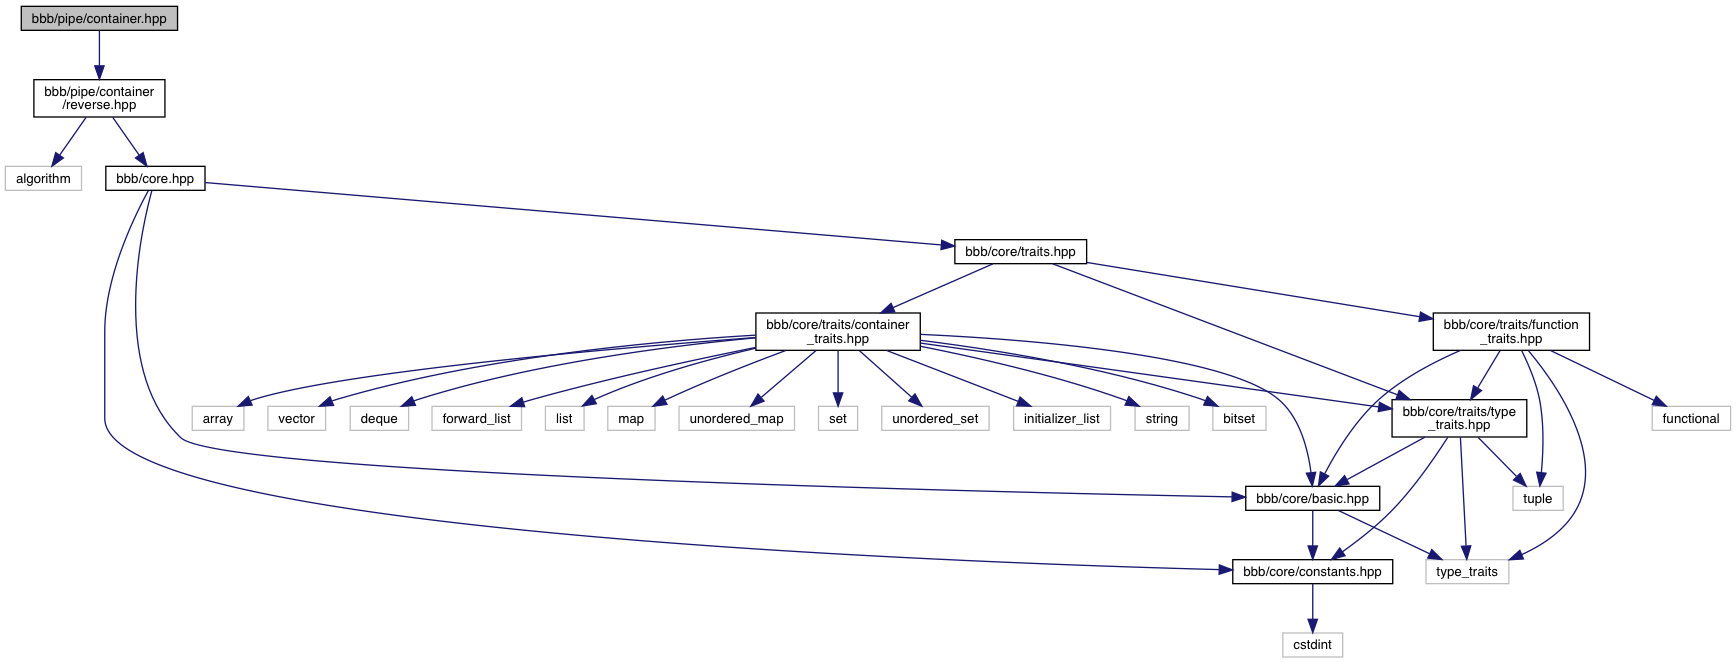 bbb/pipe/container.hpp
bbb/pipe/container
/reverse.hpp
algorithm
bbb/core.hpp
bbb/core/traits.hpp
bbb/core/traits/container
_traits.hpp
bbb/core/traits/function
_traits.hpp
array
vector
deque
forward_list
list
map
unordered_map
set
unordered_set
initializer_list
string
bitset
bbb/core/traits/type
_traits.hpp
functional
bbb/core/basic.hpp
tuple
bbb/core/constants.hpp
type_traits
cstdint